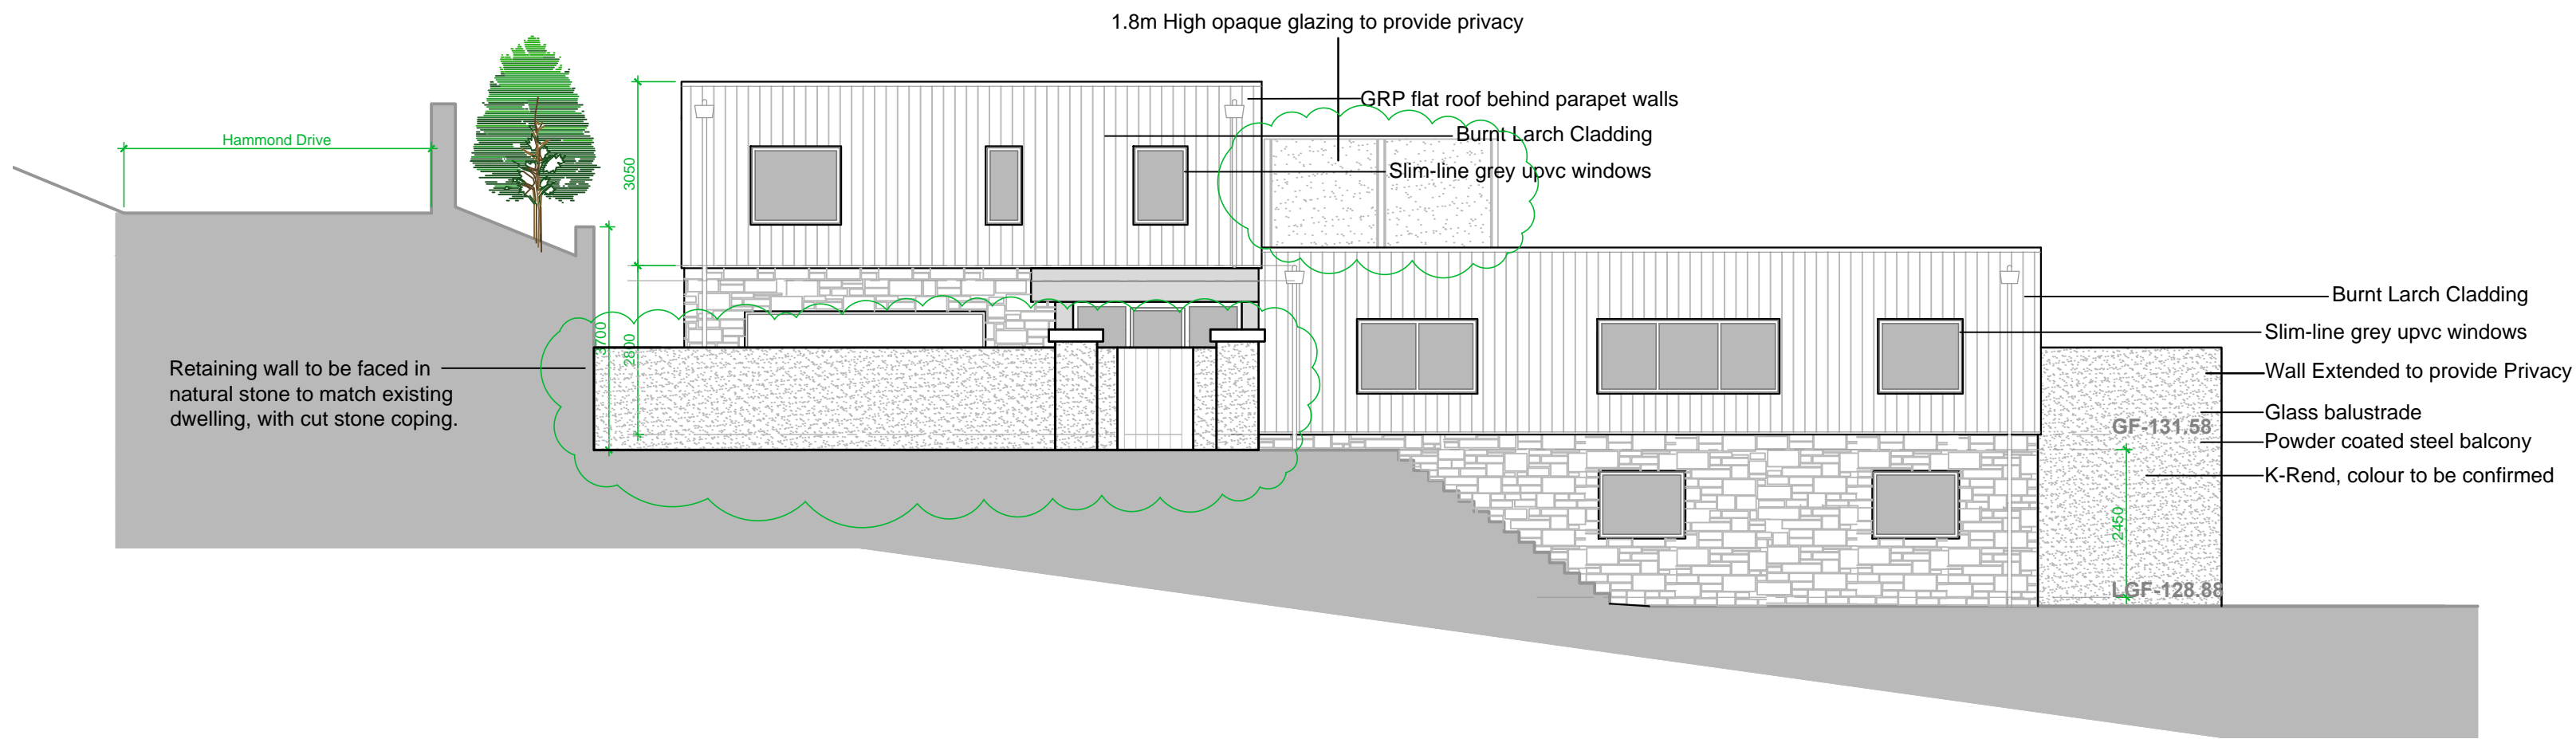 1.8m High opaque glazing to provide privacy
GRP flat roof behind parapet walls
Burnt Larch Cladding
Slim-line grey upvc windows
Hammond Drive
3050
3700
2800
Retaining wall to be faced in
natural stone to match existing
dwelling, with cut stone coping.
Burnt Larch Cladding
Slim-line grey upvc windows
Wall Extended to provide Privacy
Glass balustrade
GF-131.58
Powder coated steel balcony
K-Rend, colour to be confirmed
2450
LGF-128.88